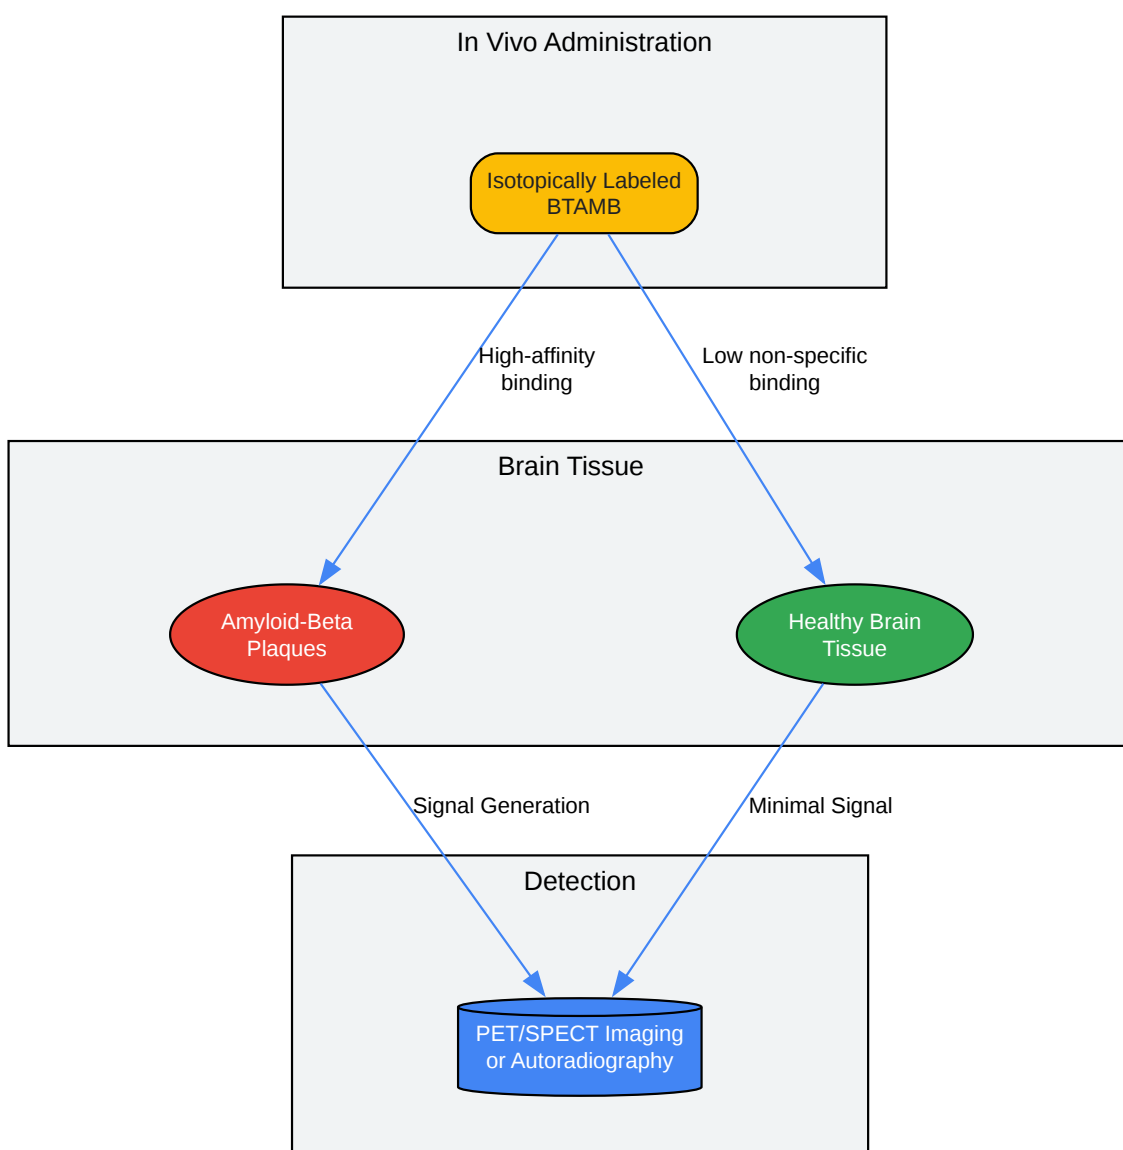 In Vivo Administration
Isotopically Labeled
BTAMB
High-affinity
binding
Low non-specific
binding
Brain Tissue
Amyloid-Beta
Plaques
Healthy Brain
Tissue
Signal Generation
Minimal Signal
Detection
PET/SPECT Imaging
or Autoradiography